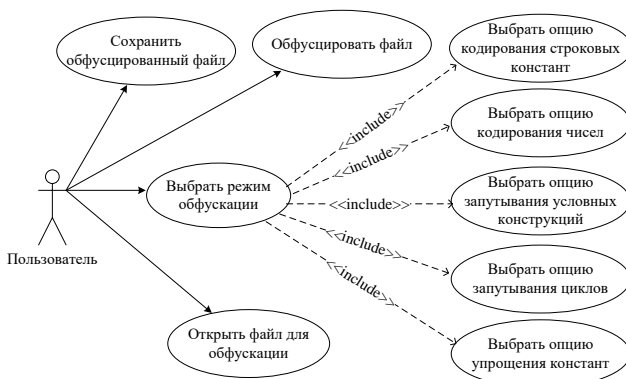 Сохранить
обфусцированный файл
Обфусцировать файл
Выбрать опцию
кодирования строковых
констант
<<include>>
Выбрать опцию
кодирования чисел
<<include>>
Выбрать режим
обфускации
<<include>>
Выбрать опцию
запутывания условных
конструкций
Пользователь
<<include>>
Выбрать опцию
запутывания циклов
<<include>>
Открыть файл для
обфускации
Выбрать опцию
упрощения констант